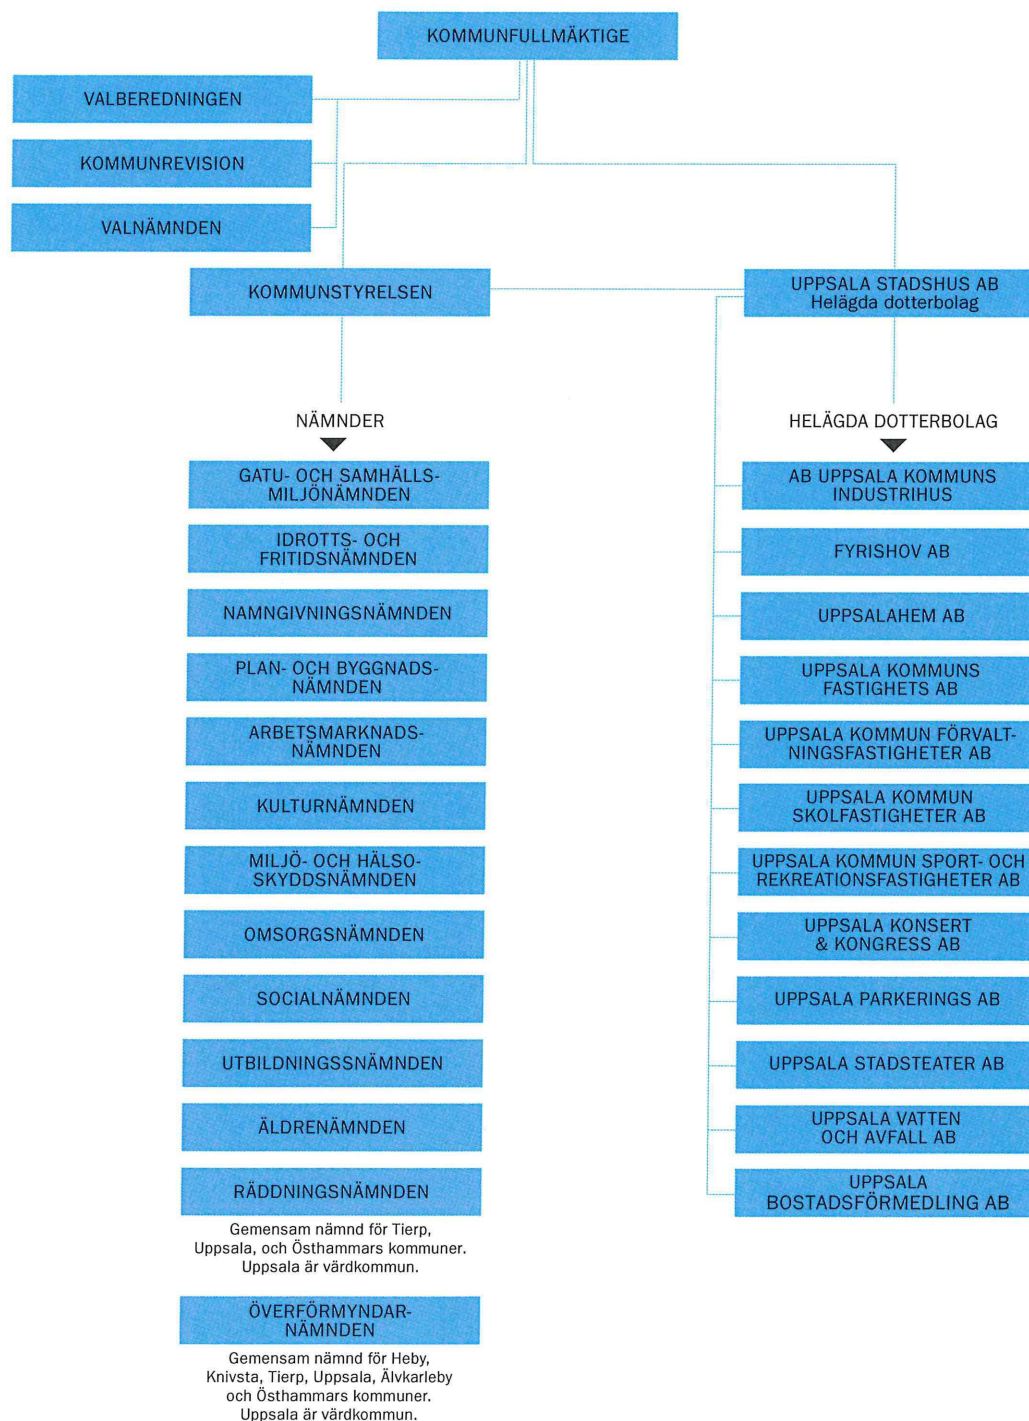 KOMMUNFULLMÄKTIGE
VALBEREDNINGEN
KOMMUNREVISION
VALNÄMNDEN
KOMMUNSTYRELSEN
UPPSALA STADSHUS AB
Helägda dotterbolag
NÄMNDER
GATU- OCH SAMHÄLLS-
MILJÖNÄMNDEN
IDROTTS- OCH
FRITIDSNÄMNDEN
NAMNGIVNINGSNÄMNDEN
PLAN- OCH BYGGNADS-
NÄMNDEN
ARBETSMARKNADS-
NÄMNDEN
KULTURNÄMNDEN
MILJÖ- OCH HÄLSO-
SKYDDSNÄMNDEN
OMSORGSNÄMNDEN
SOCIALNÄMNDEN
UTBILDNINGSSNÄMNDEN
ÄLDRENÄMNDEN
RÄDDNINGSNÄMNDEN
Gemensam nämnd för Tierp,
Uppsala, och Östhammars kommuner.
Uppsala är värdkommun.
ÖVERFÖRMYNDAR-
NÄMNDEN
Gemensam nämnd för Heby,
Knivsta, Tierp, Uppsala, Älvkarleby
och Östhammars kommuner.
Uppsala är värdkommun.
HELÄGDA DOTTERBOLAG
AB UPPSALA KOMMUNS
INDUSTRIHUS
FYRISHOV AB
UPPSALAHEM AB
UPPSALA KOMMUNS
FASTIGHETS AB
UPPSALA KOMMUN FÖRVALT-
NINGSFASTIGHETER AB
UPPSALA KOMMUN
SKOLFASTIGHETER AB
UPPSALA KOMMUN SPORT- OCH
REKREATIONSFASTIGHETER AB
UPPSALA KONSERT
& KONGRESS AB
UPPSALA PARKERINGS AB
UPPSALA STADSTEATER AB
UPPSALA VATTEN
OCH AVFALL AB
UPPSALA
BOSTADSFÖRMEDLING AB